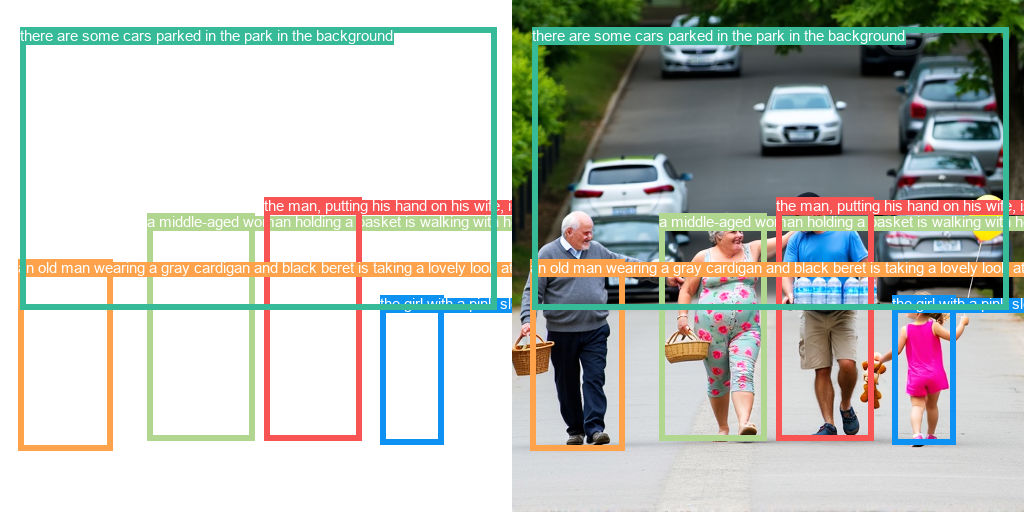 there are some cars parked in the park in the background
the man, putting his hand on his wife,
a middle-aged woman holding a basket is walking with
an old man wearing a gray cardigan and black beret is taking a lovely look at
the girl with a pink
there are some cars parked in the park in the background
the man, putting his hand on his wife,
a middle-aged woman holding a basket is walking with
an old man wearing a gray cardigan and black beret is taking a lovely look at
the girl with a pink